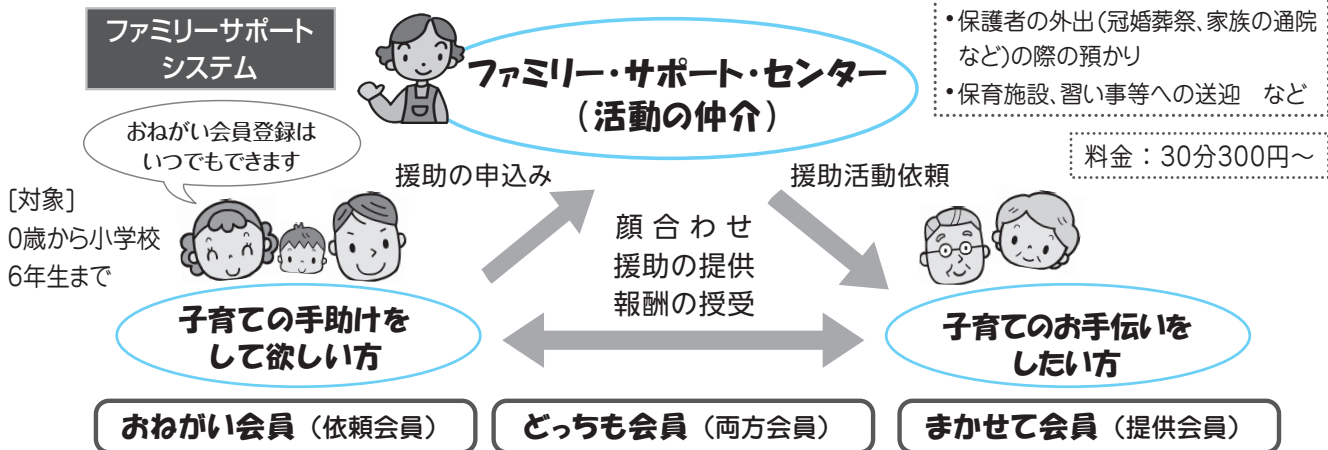 ファミリーサポート
システム
ファミリー・サポート・センター
(活動の仲介)
•保護者の外出(冠婚葬祭、家族の通院
など)の際の預かり
•保育施設、習い事等への送迎　など
料金：30分300円〜
おねがい会員登録は
いつでもできます
援助の申込み
援助活動依頼
[対象]
0歳から小学校
6年生まで
顔合わせ
援助の提供
報酬の授受
子育ての手助けを
して欲しい方
子育てのお手伝いを
したい方
おねがい会員（依頼会員）
どっちも会員（両方会員）
まかせて会員（提供会員）